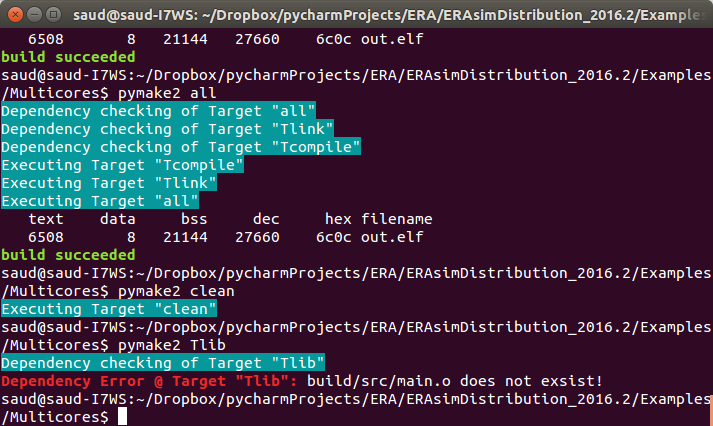 saud@saud-I7WS: ~/Dropbox/pycharmProjects/ERA/ERAsimDistribution_2016.2/Examples
6508 8 21144 27660 6c0c out.elf
build succeeded
saud@saud-I7WS:~/Dropbox/pycharmProjects/ERA/ERAsimDistribution_2016.2/Examples
/Multicores$ pymake2 all
Dependency checking of Target "all"
Dependency checking of Target "Tlink"
Dependency checking of Target "Tcompile"
Executing Target "Tcompile"
Executing Target "Tlink"
Executing Target "all"
text data bss dec hex filename
6508 8 21144 27660 6c0c out.elf
build succeeded
saud@saud-I7WS:~/Dropbox/pycharmProjects/ERA/ERAsimDistribution_2016.2/Examples
/Multicores$ pymake2 clean
Executing Target "clean"
saud@saud-I7WS:~/Dropbox/pycharmProjects/ERA/ERAsimDistribution_2016.2/Examples
/Multicores$ pymake2 Tlib
Dependency checking of Target "Tlib"
Dependency Error @ Target "Tlib": build/src/main.o does not exsist!
saud@saud-I7WS:~/Dropbox/pycharmProjects/ERA/ERAsimDistribution_2016.2/Examples
/Multicores$